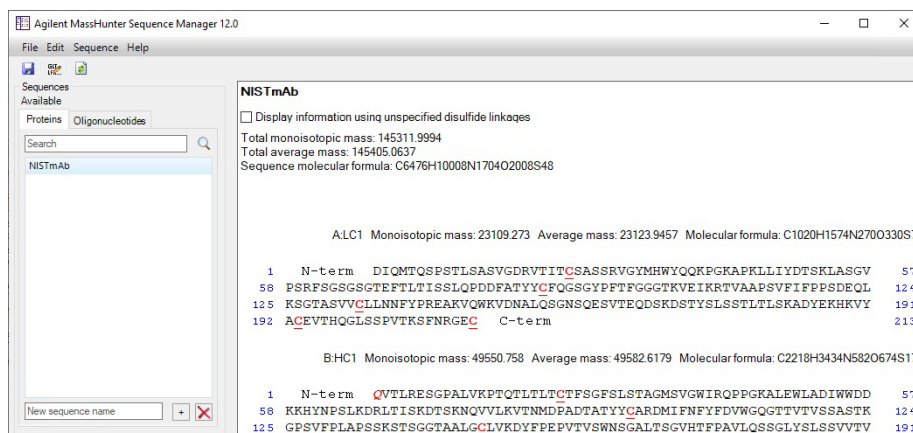 Agilent MassHunter Sequence Manager 12.0
File Edit Sequence Help
Sequences
Available
Proteins Oligonucleotides
Search
NISTmAb
New sequence name +
NISTmAb
Display information using unspecified disulfide linkages
Total monoisotopic mass: 145311.9994
Total average mass: 145405.0637
Sequence molecular formula: C6476H10008N1704O2008S48
A:LC1 Monoisotopic mass: 23109.273 Average mass: 23123.9457 Molecular formula: C1020H1574N270O330S7
1 N-term DIQMTQSPSTLSASVGDRVTITCSASSRVGYMHWYQQKPGKAPKLLIYDTSKLASGV 57
58 PSRFSGSGSGTEFTLTISSLQPDDFATYYCFQGSGYPFTFGGGTKVEIKRTVAAPSVFIFPPSDEQL 124
125 KSGTASVVCLLNNFYPREAKVQWKVDNALQSGNSQESVTEQDSKDSTYSLSSTLTLSKADYEKHKVY 191
192 ACEVTHQGLSSPVTKSFNRGEC C-term 213
B:HC1 Monoisotopic mass: 49550.758 Average mass: 49582.6179 Molecular formula: C2218H3434N582O674S17
1 N-term QVTLRESGPALVKPTQTLTLTCTFSGFSLSTAGMSVGWIRQPPGKALEWLADIWWDD 57
58 KKHYNPSLKDRLTISKDTSKNQVVLKVTNMDPADTATYYCARDMIFNFYFDVWGQGTTVTVSSASTK 124
125 GPSVFPLAPSSKSTSGGTAALGCLVKDYFPEPVTVSWNSGALTSGVHTFPAVLQSSGLYSLSSVVTV 191